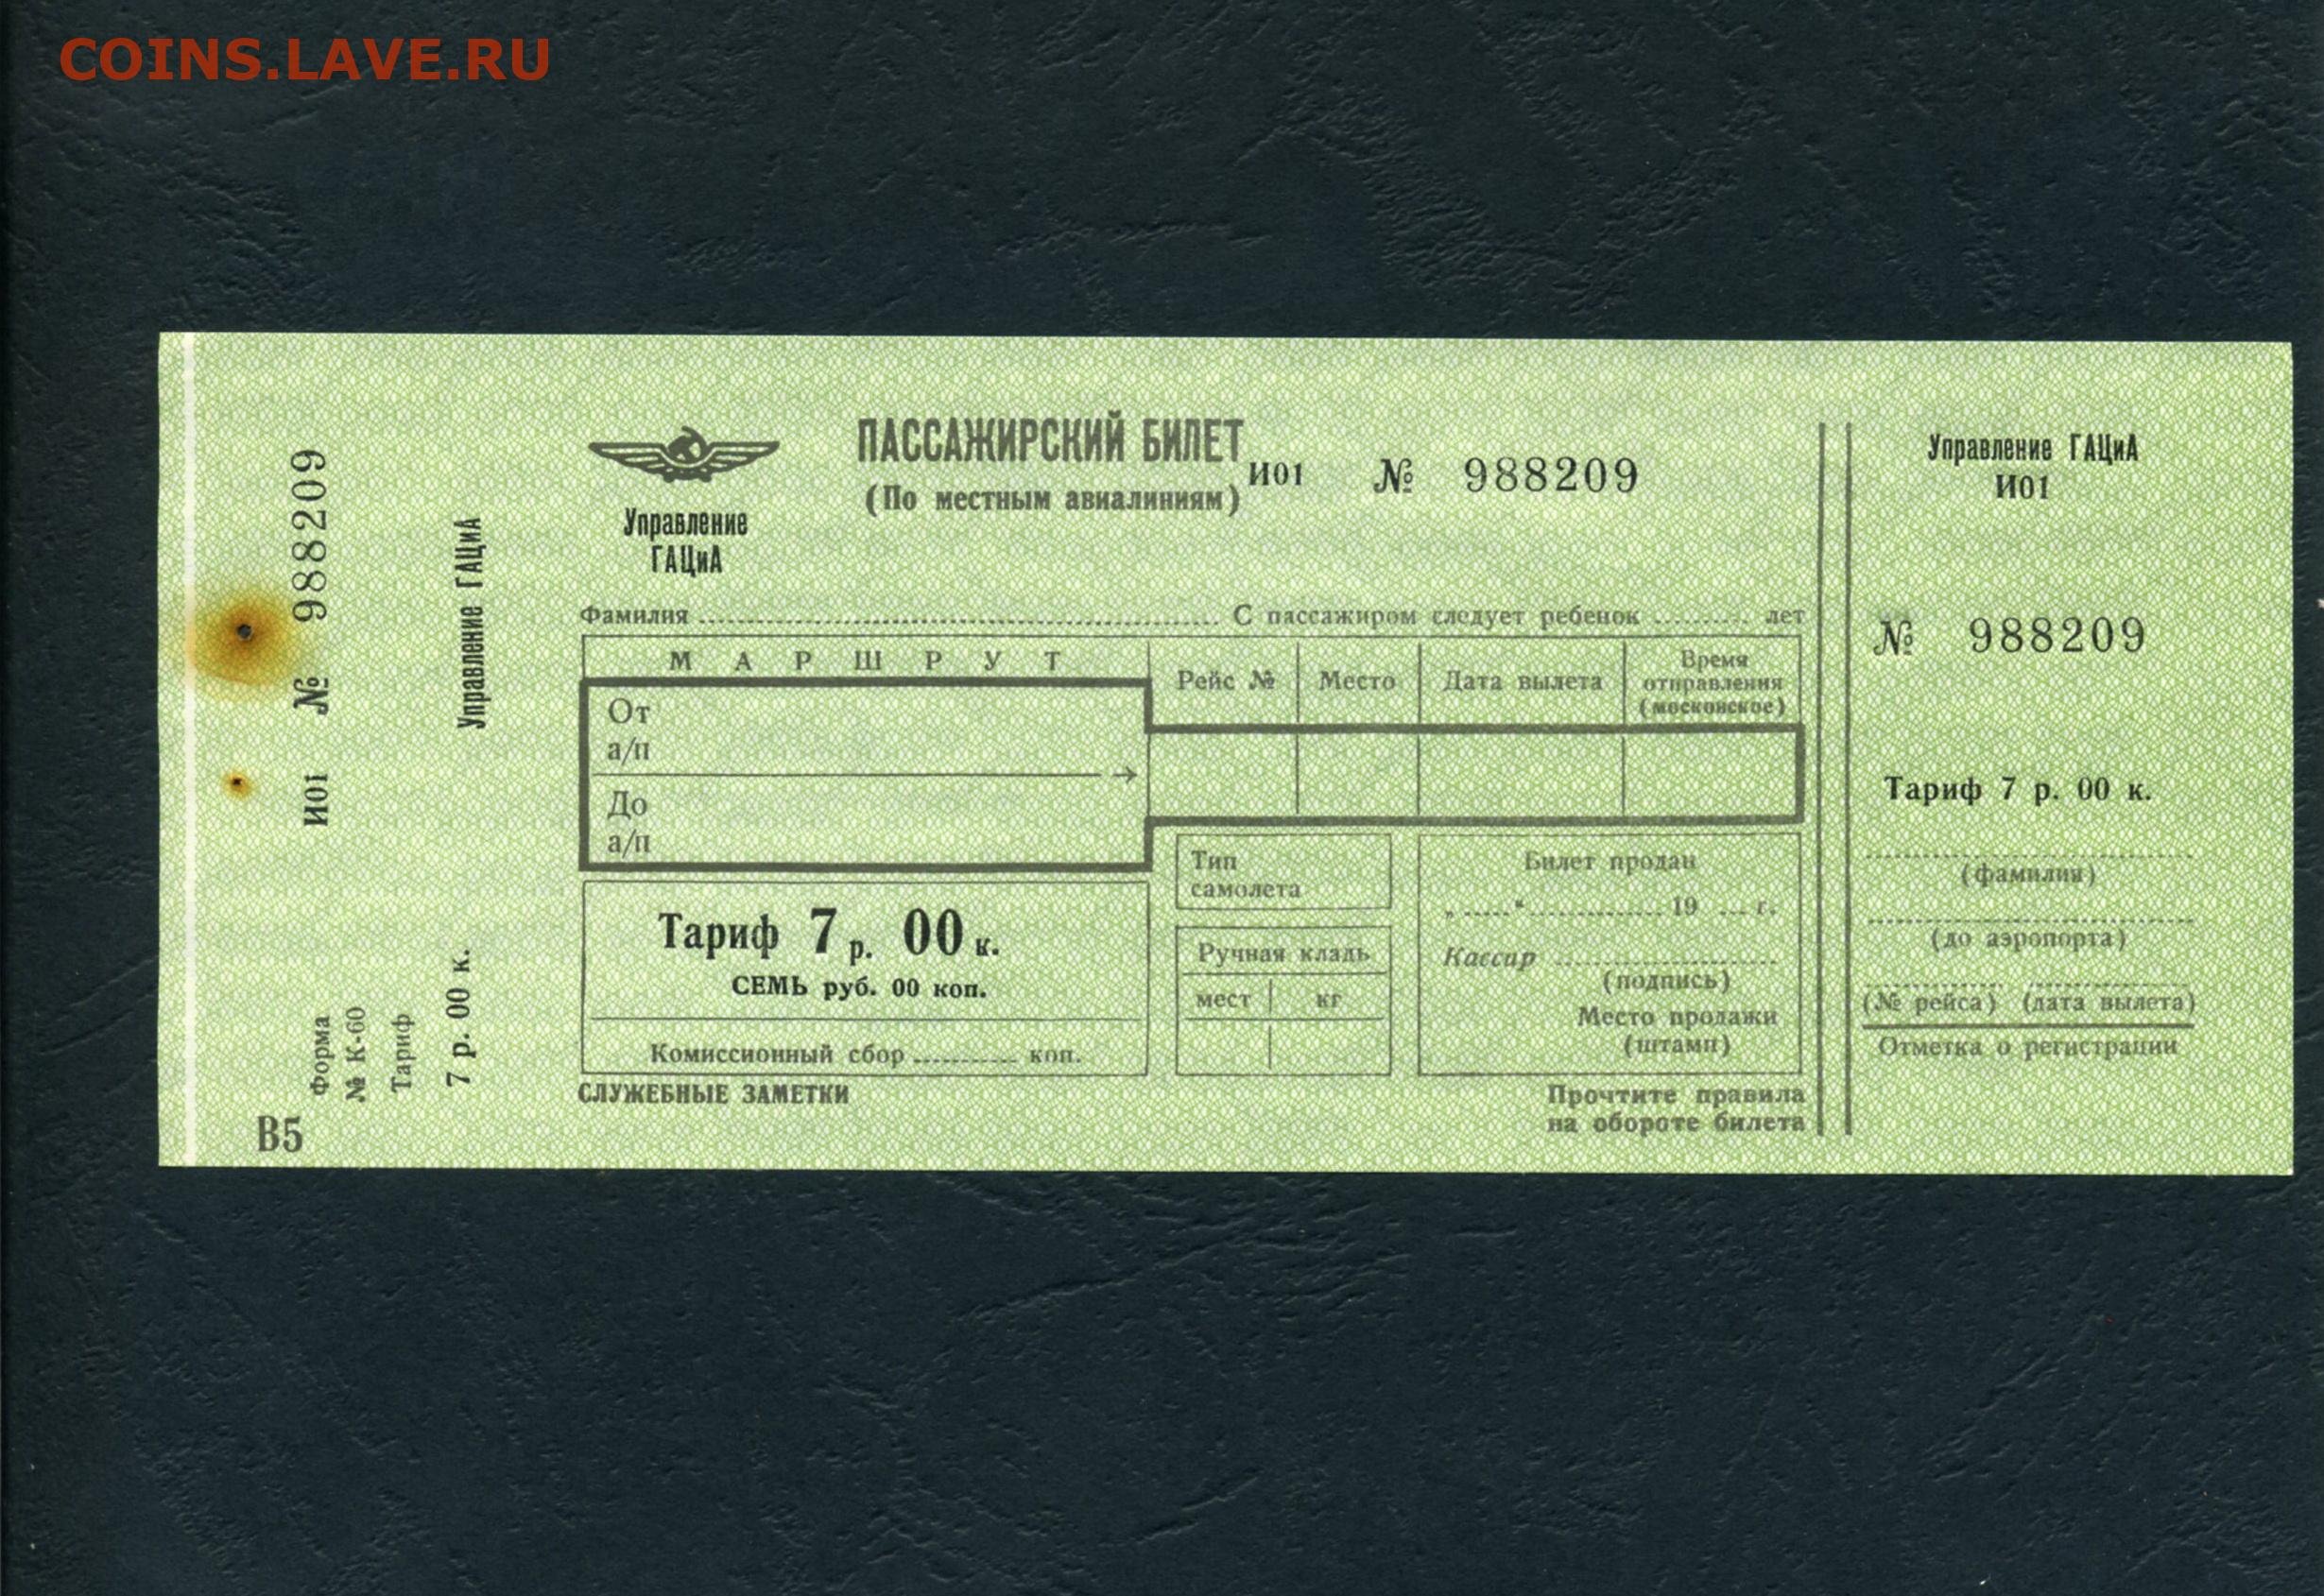 COINS.LAVE.RU
И01 № 988209
Форма
№ К-60
Тариф
7 р. 00 к.
Управление ГАЦиА
В5
Управление
ГАЦиА
ПАССАЖИРСКИЙ БИЛЕТ
(По местным авиалиниям)
И01 № 988209
Фамилия ........................ С пассажиром следует ребенок .......... лет
МАРШРУТ
Рейс № Место Дата вылета Время
отправления
(московское)
От
а/п
До
а/п
Тариф 7 р. 00 к.
СЕМЬ руб. 00 коп.
Комиссионный сбор ........... коп.
СЛУЖЕБНЫЕ ЗАМЕТКИ
Тип
самолета
Ручная кладь
мест кг
Билет продан
„ ..... “ .............. 19 ... г.
Кассир ........................
(подпись)
Место продажи
(штамп)
Прочтите правила
на обороте билета
Управление ГАЦиА
И01
№ 988209
Тариф 7 р. 00 к.
(фамилия)
(до аэропорта)
(№ рейса) (дата вылета)
Отметка о регистрации